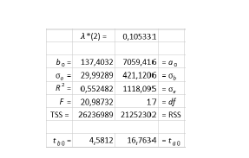 λ*(2) = 0,105331
b₀ = 137,4032 7059,416 = a₀
σₑ = 29,99289 421,1206 = σ_b
R² = 0,552482 1118,095 = σₑ
F = 20,98732 17 = df
TSS = 26236989 21252302 = RSS
t_b0 = 4,5812 16,7634 = t_a0